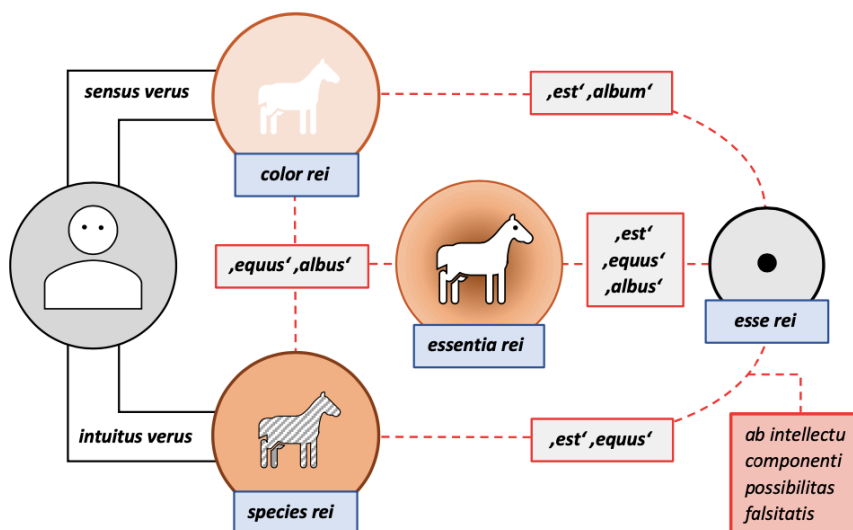 sensus verus
‚est‘ ‚album‘
color rei
‚equus‘ ‚albus‘
‚est‘
‚equus‘
‚albus‘
essentia rei
esse rei
intuitus verus
‚est‘ ‚equus‘
ab intellectu
componenti
possibilitas
falsitatis
species rei